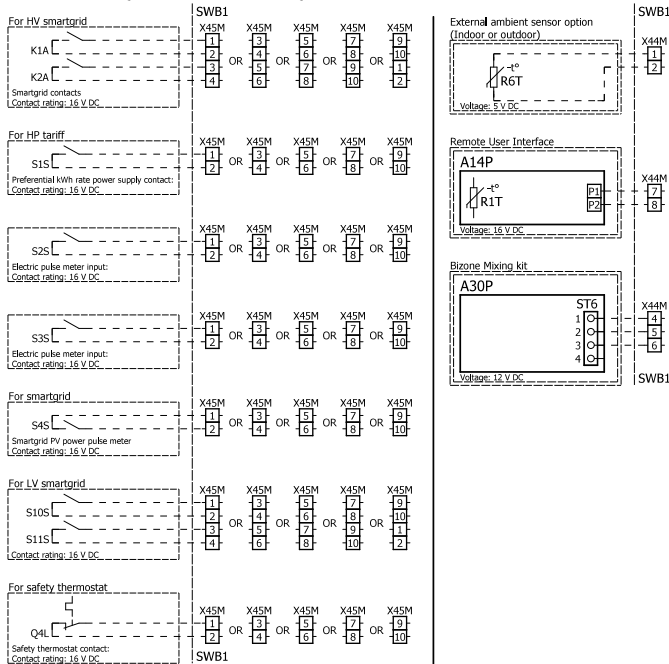 SWB1
For HV smartgrid
X45M X45M X45M X45M X45M
K1A
K2A
1 3 5 7 9
2 OR 4 OR 6 OR 8 OR 10
3 5 7 9 1
4 6 8 10 2
Smartgrid contacts
Contact rating: 16 V DC
For HP tariff
X45M X45M X45M X45M X45M
S1S
1 OR 3 OR 5 OR 7 OR 9
2 4 6 8 10
Preferential kWh rate power supply contact:
Contact rating: 16 V DC
X45M X45M X45M X45M X45M
S2S
1 OR 3 OR 5 OR 7 OR 9
2 4 6 8 10
Electric pulse meter input:
Contact rating: 16 V DC
X45M X45M X45M X45M X45M
S3S
1 OR 3 OR 5 OR 7 OR 9
2 4 6 8 10
Electric pulse meter input:
Contact rating: 16 V DC
For smartgrid
X45M X45M X45M X45M X45M
S4S
1 OR 3 OR 5 OR 7 OR 9
2 4 6 8 10
Smartgrid PV power pulse meter
Contact rating: 16 V DC
For LV smartgrid
X45M X45M X45M X45M X45M
S10S
S11S
1 3 5 7 9
2 OR 4 OR 6 OR 8 OR 10
3 5 7 9 1
4 6 8 10 2
Contact rating: 16 V DC
For safety thermostat
X45M X45M X45M X45M X45M
Q4L
1 OR 3 OR 5 OR 7 OR 9
2 4 6 8 10
Safety thermostat contact:
Contact rating: 16 V DC
SWB1
SWB1
External ambient sensor option
(Indoor or outdoor)
X44M
1
2
-t°
R6T
Voltage: 5 V DC
Remote User Interface
A14P
X44M
-t°
R1T
P1 7
P2 8
Voltage: 16 V DC
Bizone Mixing kit
A30P
ST6
X44M
1 4
2 5
3 6
4
Voltage: 12 V DC
SWB1